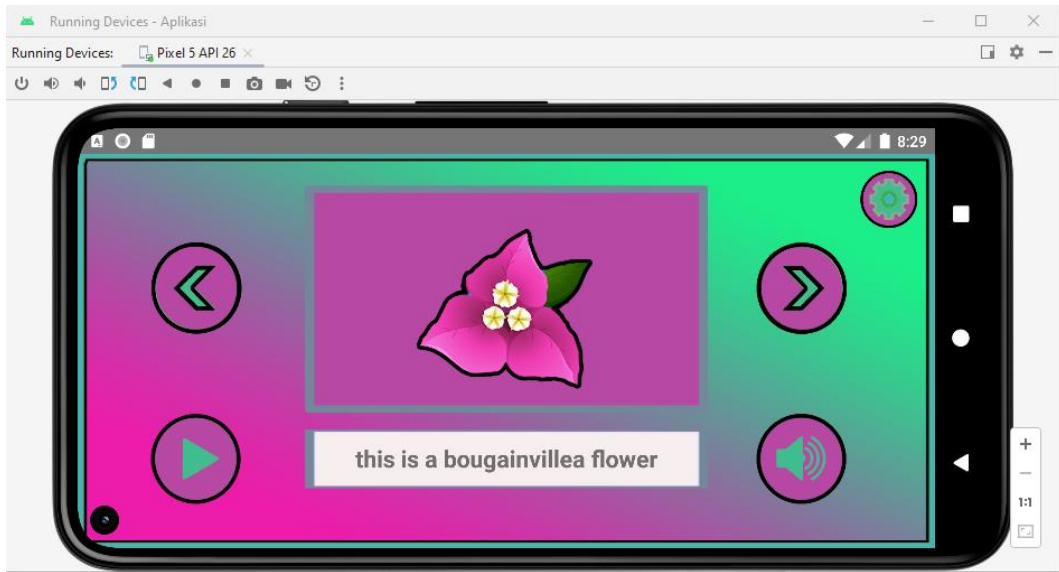 Running Devices - Aplikasi
Running Devices: Pixel 5 API 26
A 8:29
this is a bougainvillea flower
1:1